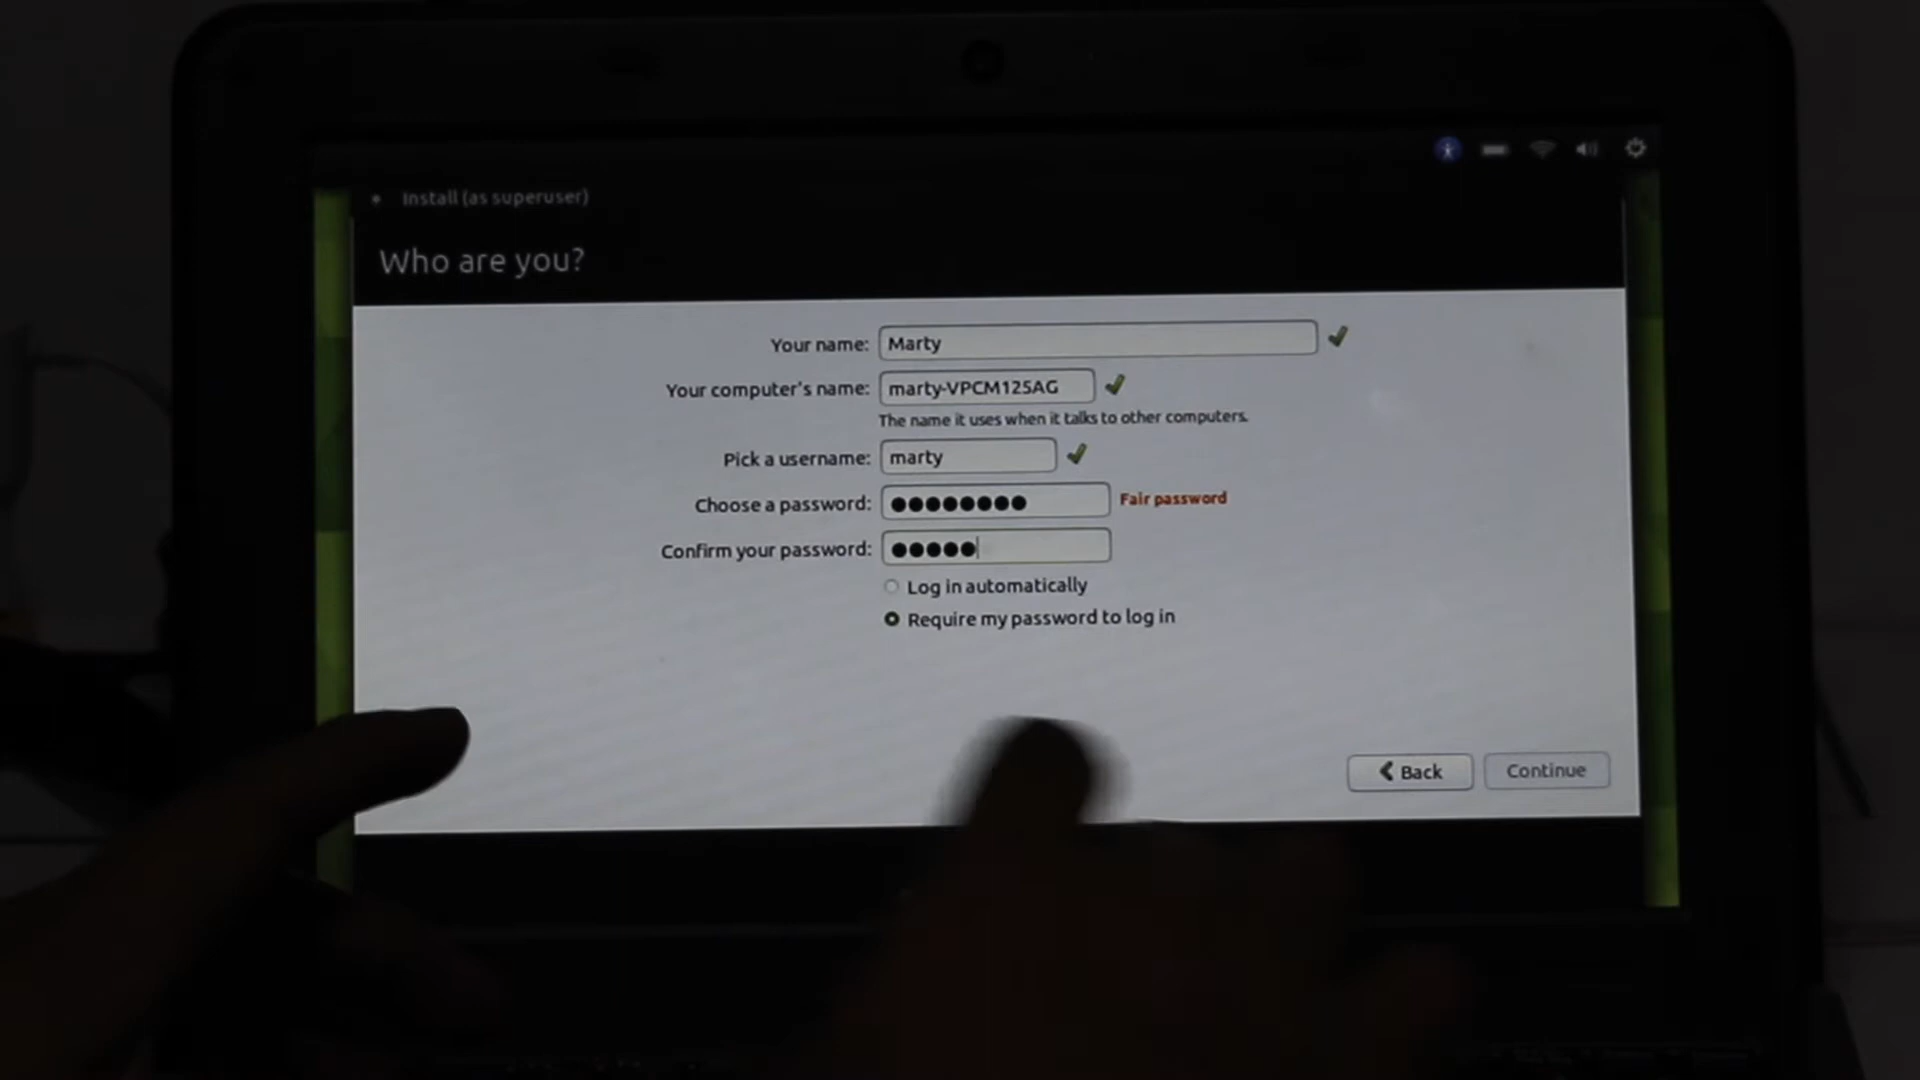 Install (as superuser)
Who are you?
Your name: Marty
Your computer's name: marty-VPCM125AG
The name it uses when it talks to other computers.
Pick a username: marty
Choose a password: ●●●●●●●● Fair password
Confirm your password: ●●●●●
Log in automatically
Require my password to log in
Back Continue